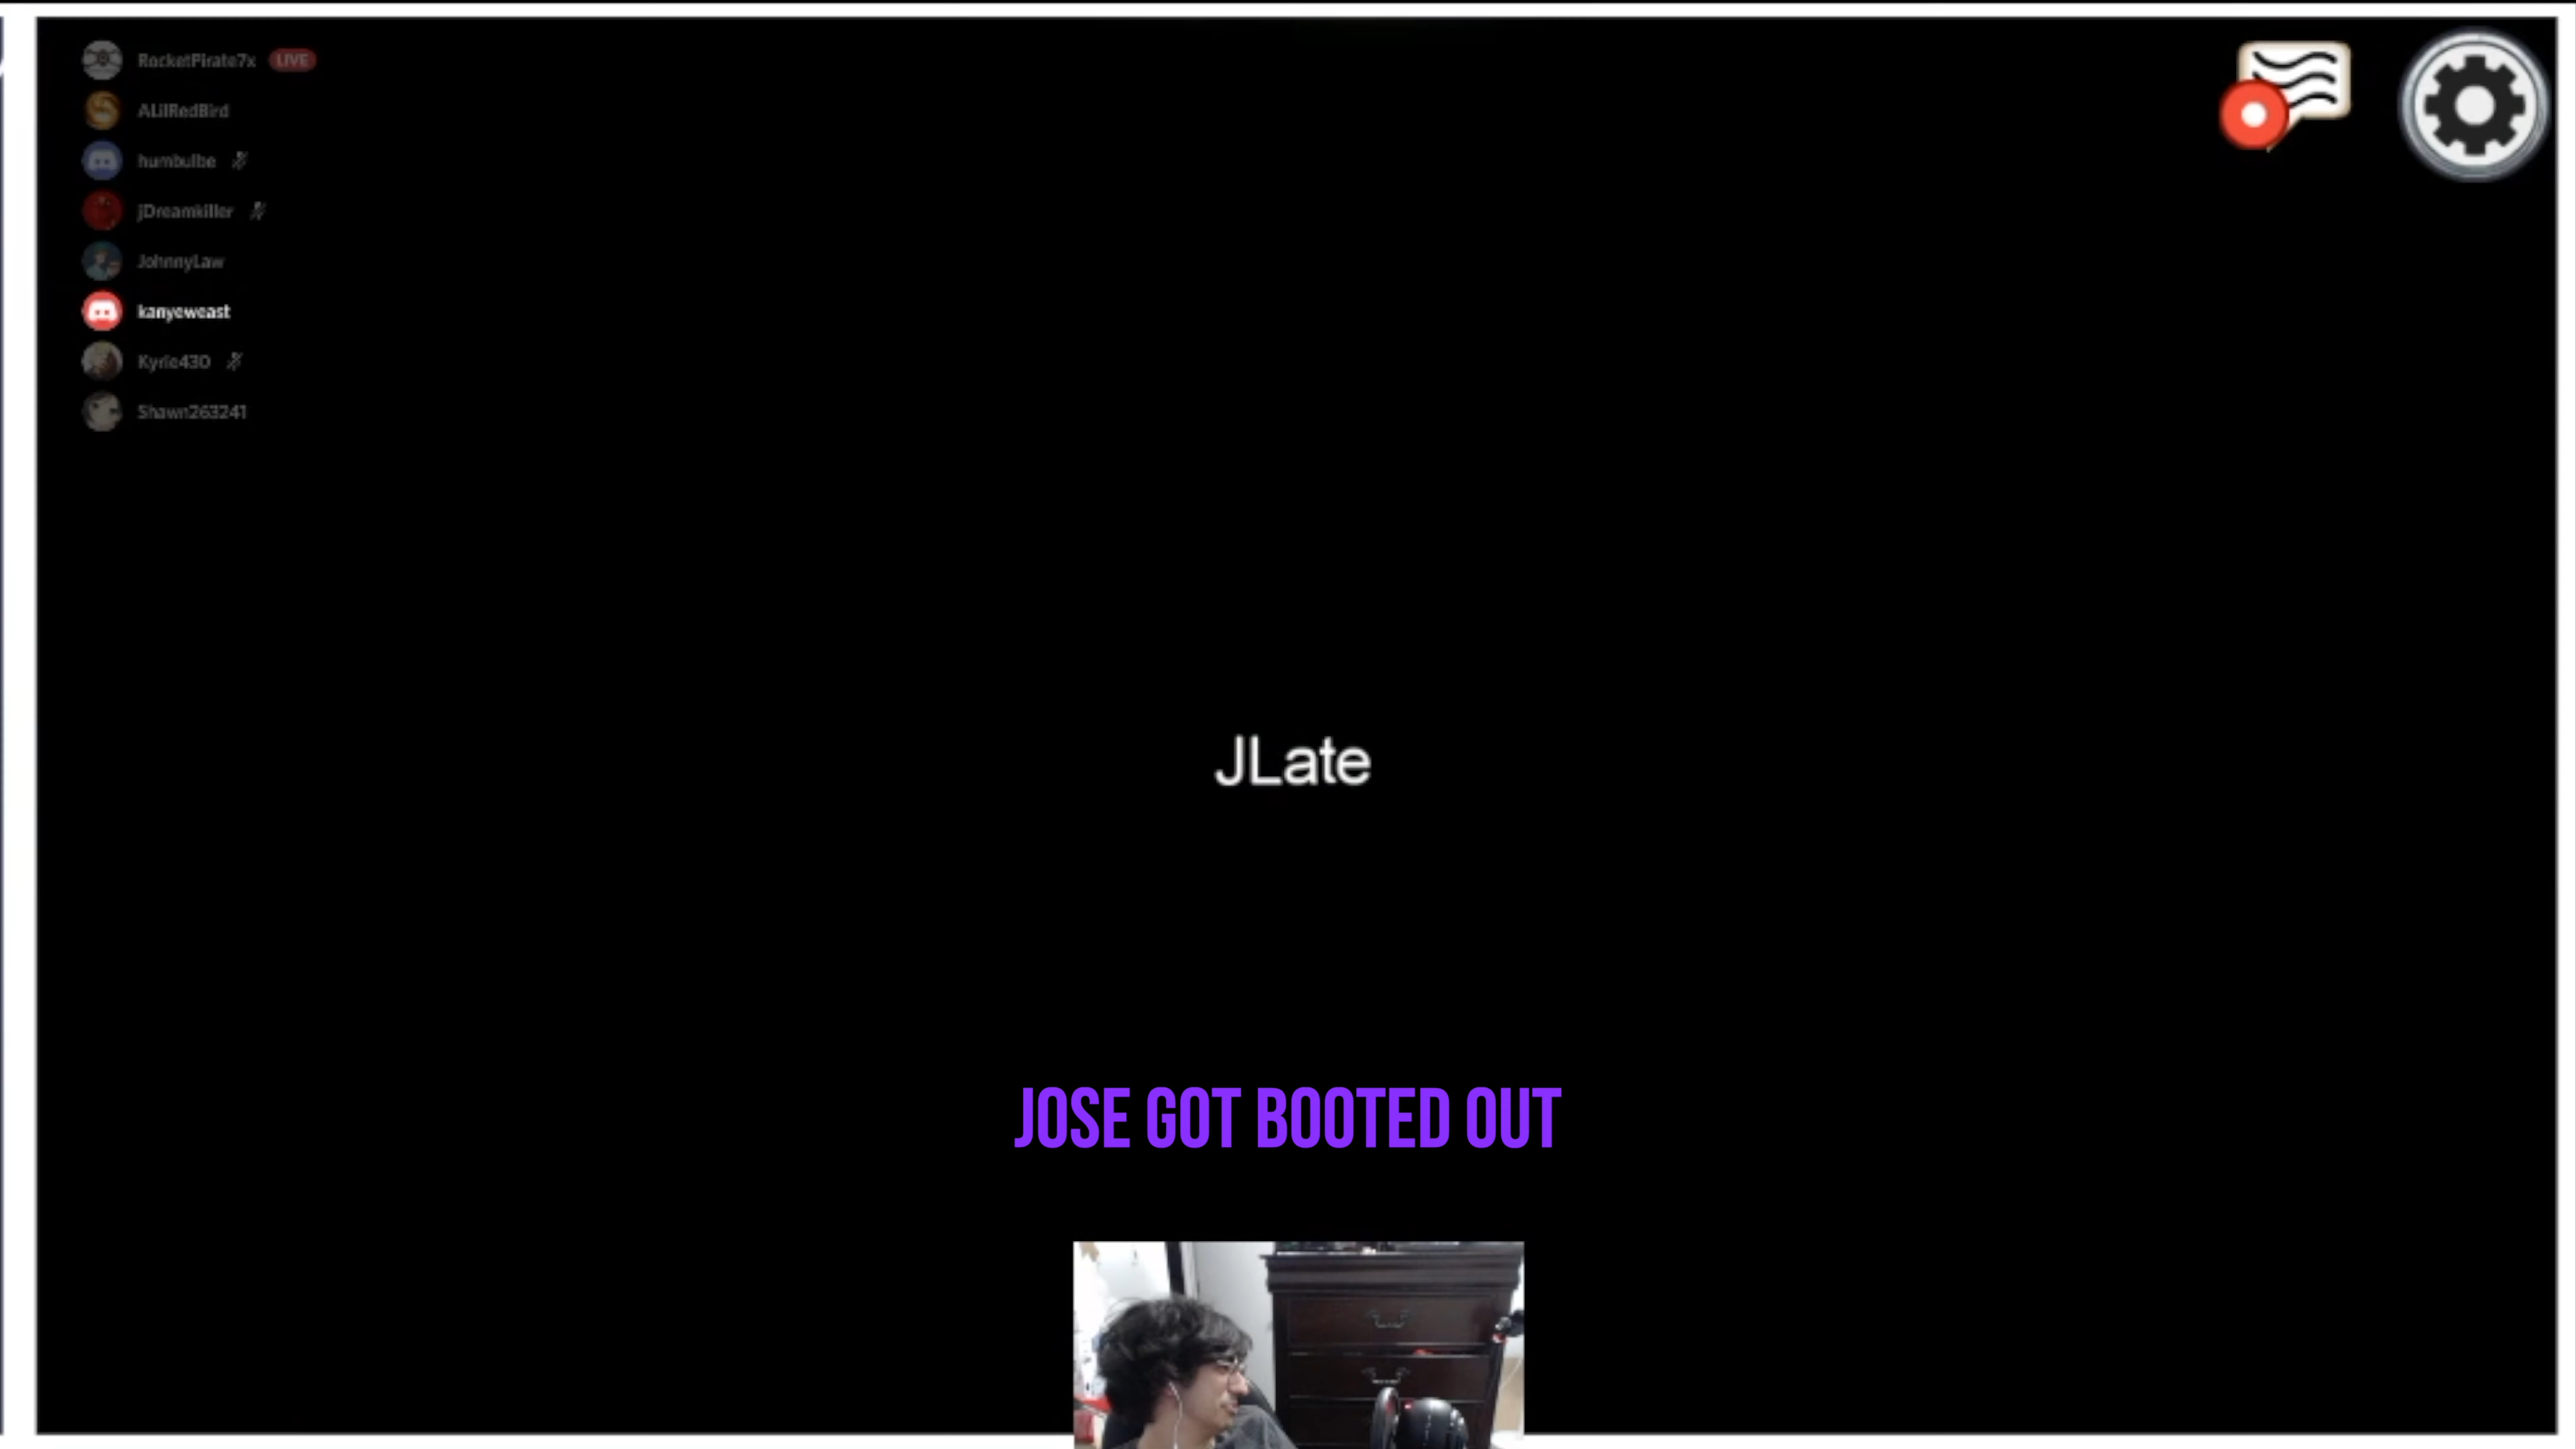 RocketPirate7x LIVE
ALilRedBird
humbulbe
jDreamkiller
JohnnyLaw
kanyeweast
Kyrie430
Shawn263241
JLate
JOSE GOT BOOTED OUT